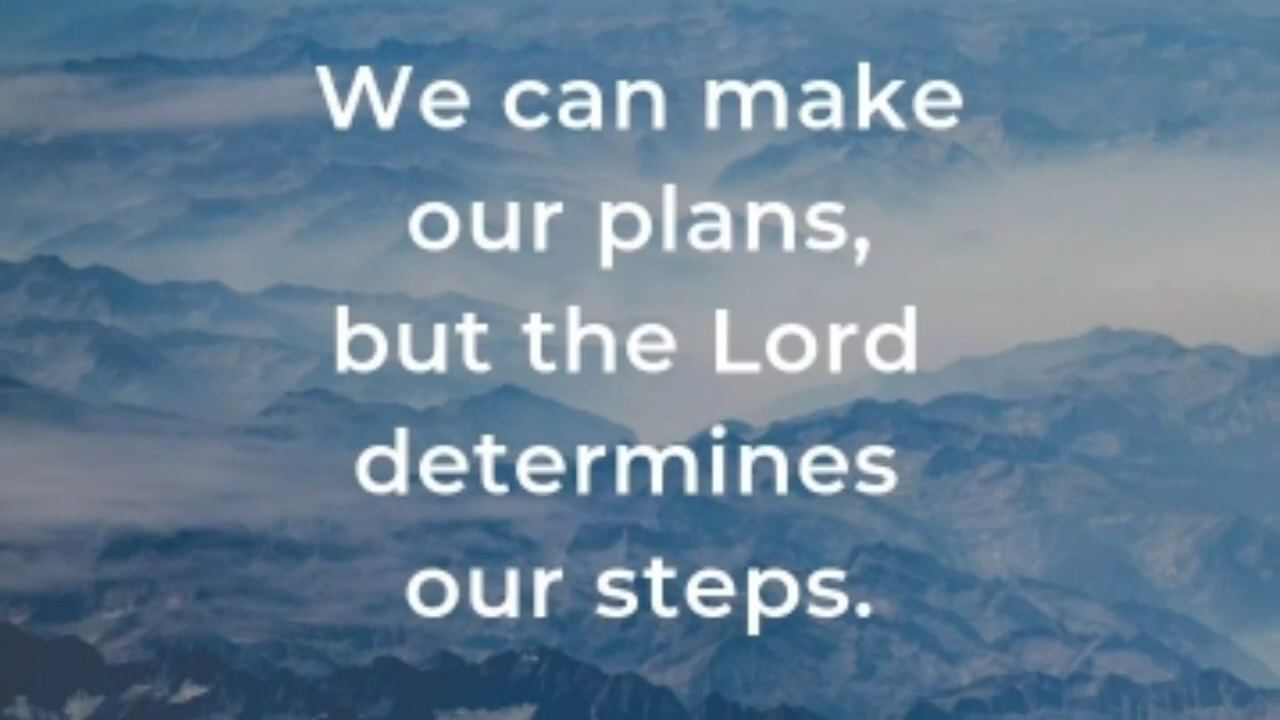 We can make
our plans,
but the Lord
determines
our steps.